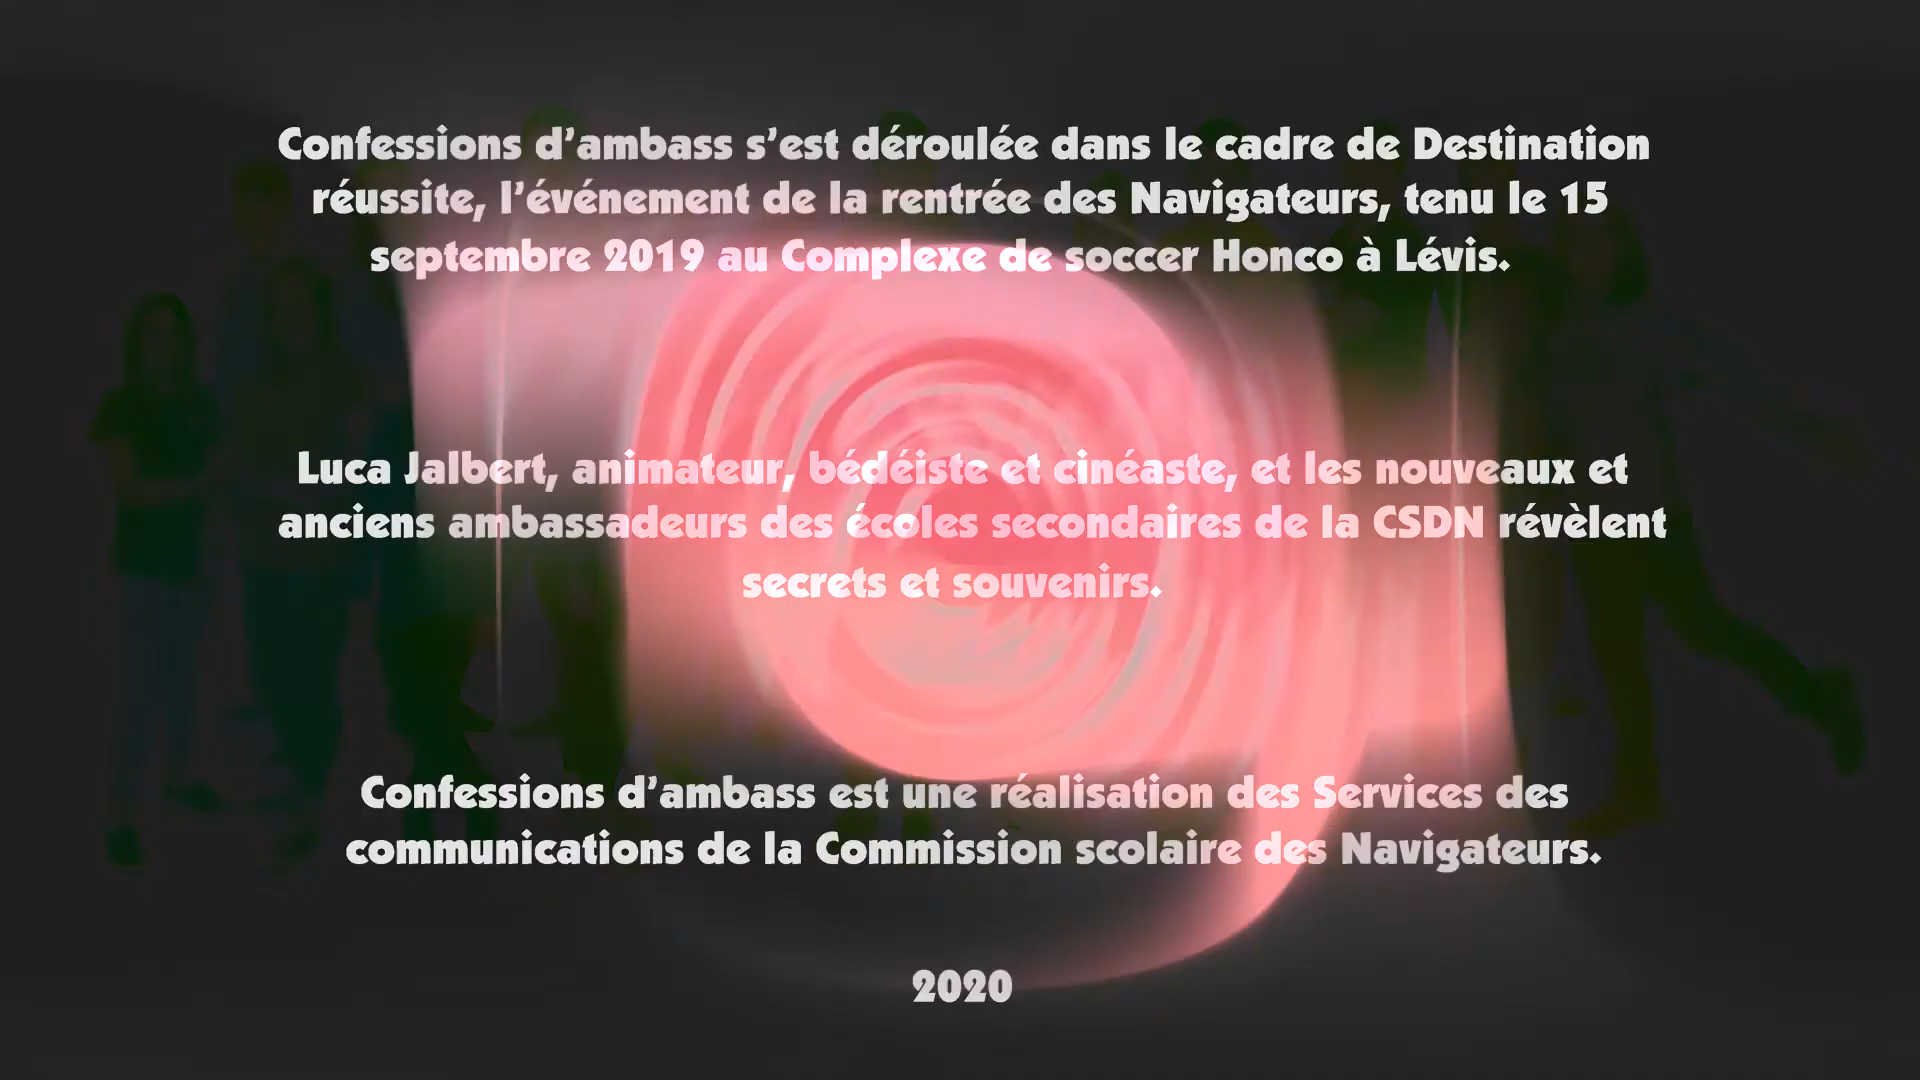 Confessions d’ambass s’est déroulée dans le cadre de Destination
réussite, l’événement de la rentrée des Navigateurs, tenu le 15
septembre 2019 au Complexe de soccer Honco à Lévis.
Luca Jalbert, animateur, bédéiste et cinéaste, et les nouveaux et
anciens ambassadeurs des écoles secondaires de la CSDN révèlent
secrets et souvenirs.
Confessions d’ambass est une réalisation des Services des
communications de la Commission scolaire des Navigateurs.
2020